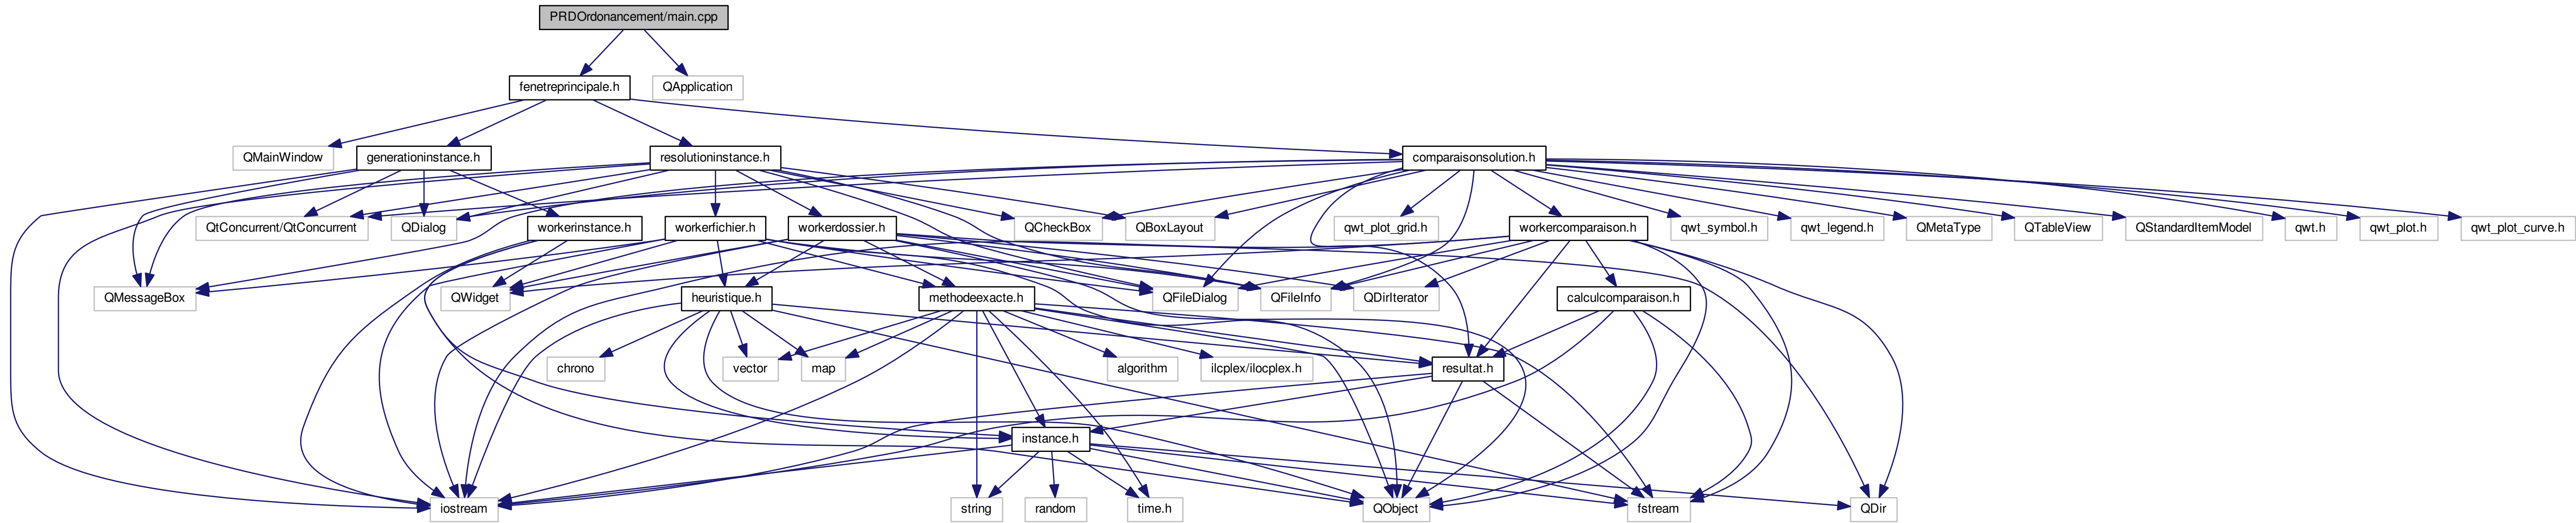 PRDOrdonancement/main.cpp
fenetreprincipale.h
QApplication
QMainWindow
generationinstance.h
resolutioninstance.h
comparaisonsolution.h
QtConcurrent/QtConcurrent
QDialog
workerinstance.h
workerfichier.h
workerdossier.h
QCheckBox
QBoxLayout
qwt_plot_grid.h
workercomparaison.h
qwt_symbol.h
qwt_legend.h
QMetaType
QTableView
QStandardItemModel
qwt.h
qwt_plot.h
qwt_plot_curve.h
QMessageBox
QWidget
heuristique.h
methodeexacte.h
QFileDialog
QFileInfo
QDirIterator
calculcomparaison.h
chrono
vector
map
algorithm
ilcplex/ilocplex.h
resultat.h
instance.h
iostream
string
random
time.h
QObject
fstream
QDir